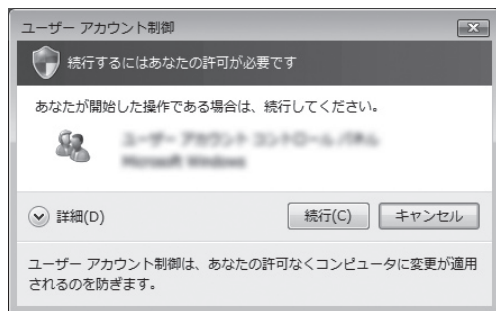 ユーザー アカウント制御
続行するにはあなたの許可が必要です
あなたが開始した操作である場合は、続行してください。
詳細(D)
続行(C)
キャンセル
ユーザー アカウント制御は、あなたの許可なくコンピュータに変更が適用
されるのを防ぎます。